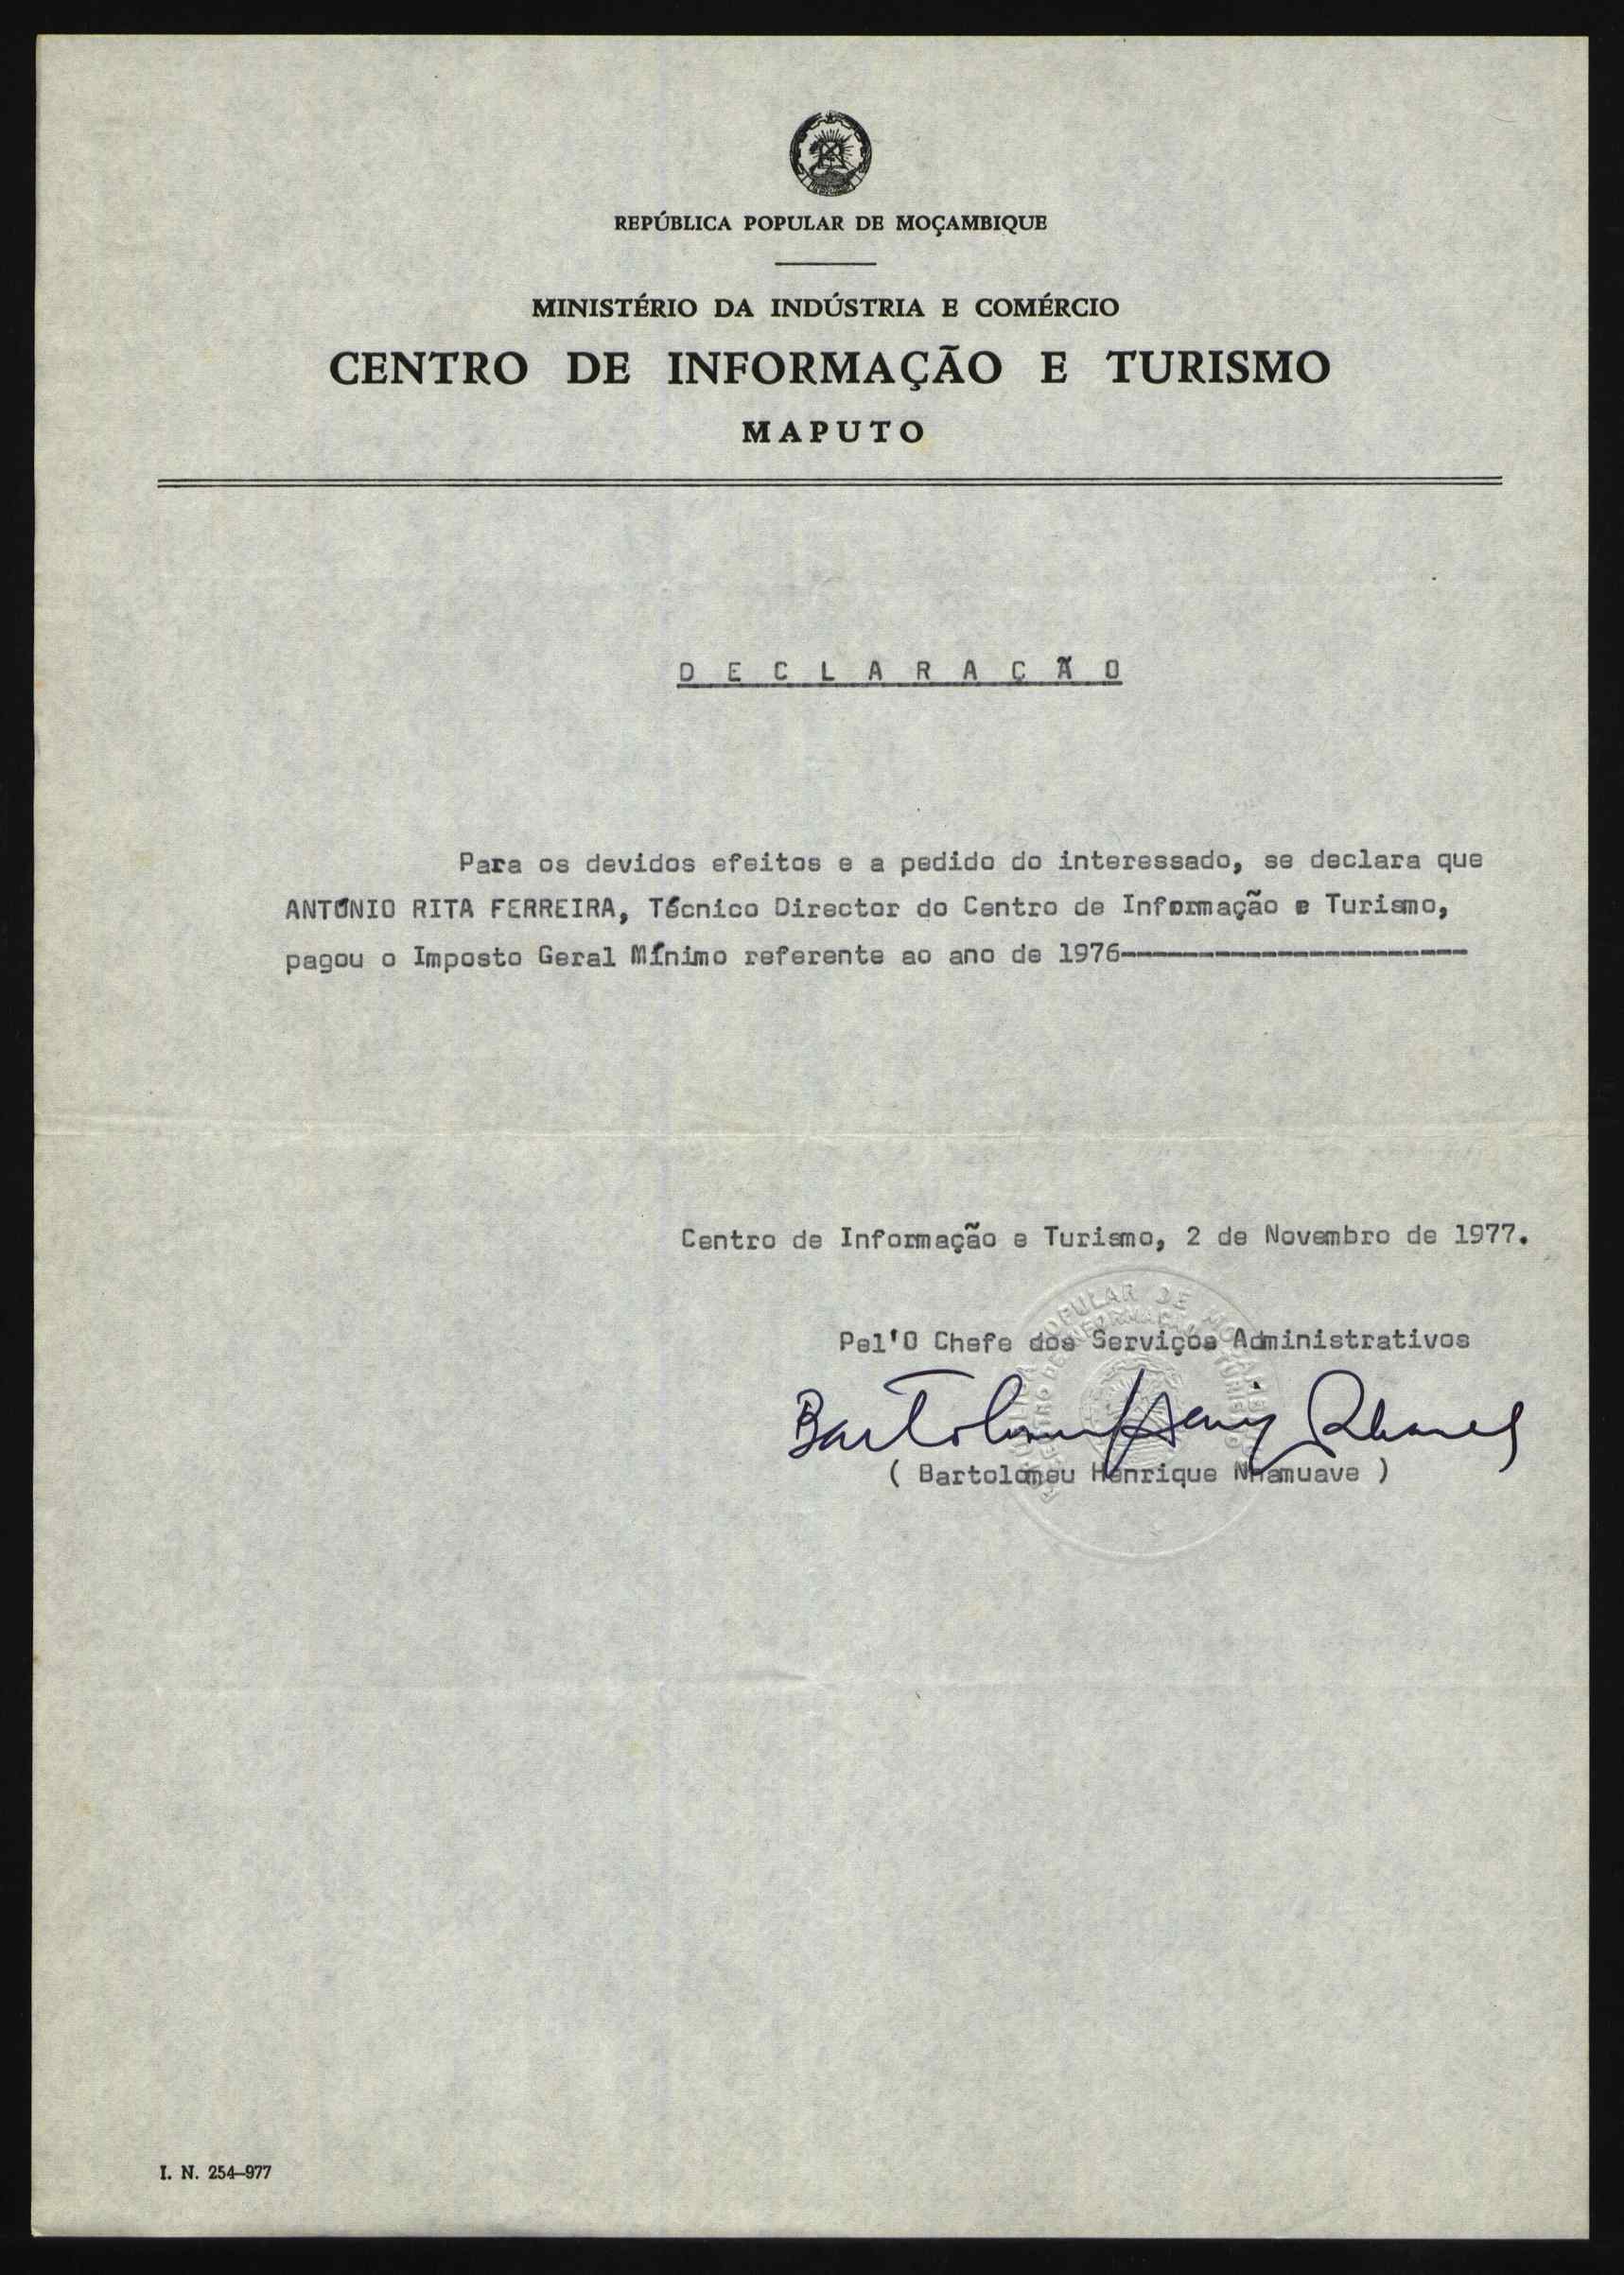 REPÚBLICA POPULAR DE MOÇAMBIQUE
MINISTÉRIO DA INDÚSTRIA E COMÉRCIO
CENTRO DE INFORMAÇÃO E TURISMO
MAPUTO
D E C L A R A Ç Ã O
Para os devidos efeitos e a pedido do interessado, se declara que
ANTÓNIO RITA FERREIRA, Técnico Director do Centro de Informação e Turismo,
pagou o Imposto Geral Mínimo referente ao ano de 1976----------------------
Centro de Informação e Turismo, 2 de Novembro de 1977.
Pel'O Chefe dos Serviços Administrativos
( Bartolomeu Henrique Nhamuave )
I. N. 254-977